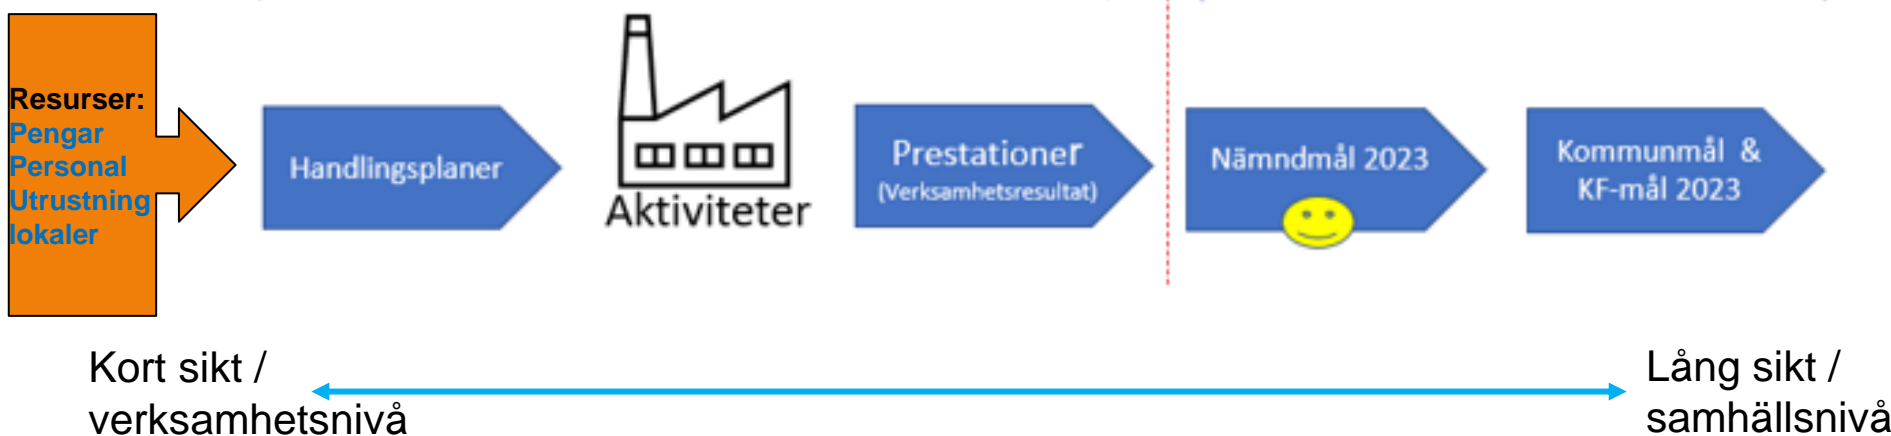 Resurser:
Pengar
Personal
Utrustning
lokaler
Handlingsplaner
Aktiviteter
Prestationer
(Verksamhetsresultat)
Nämndmål 2023
Kommunmål &
KF-mål 2023
Kort sikt /
verksamhetsnivå
Lång sikt /
samhällsnivå